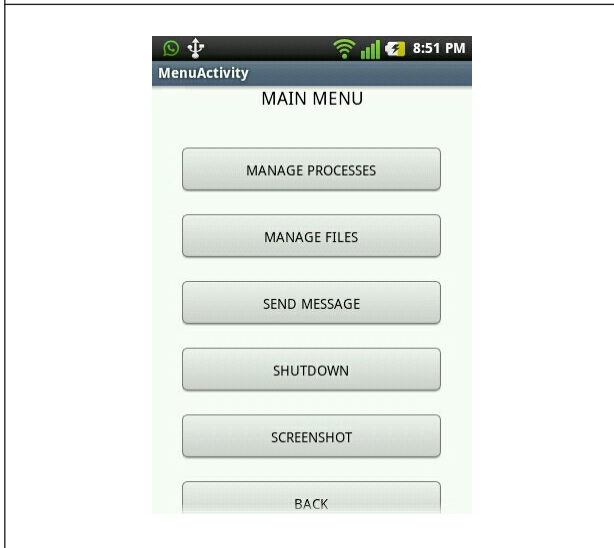 8:51 PM
MenuActivity
MAIN MENU
MANAGE PROCESSES
MANAGE FILES
SEND MESSAGE
SHUTDOWN
SCREENSHOT
BACK